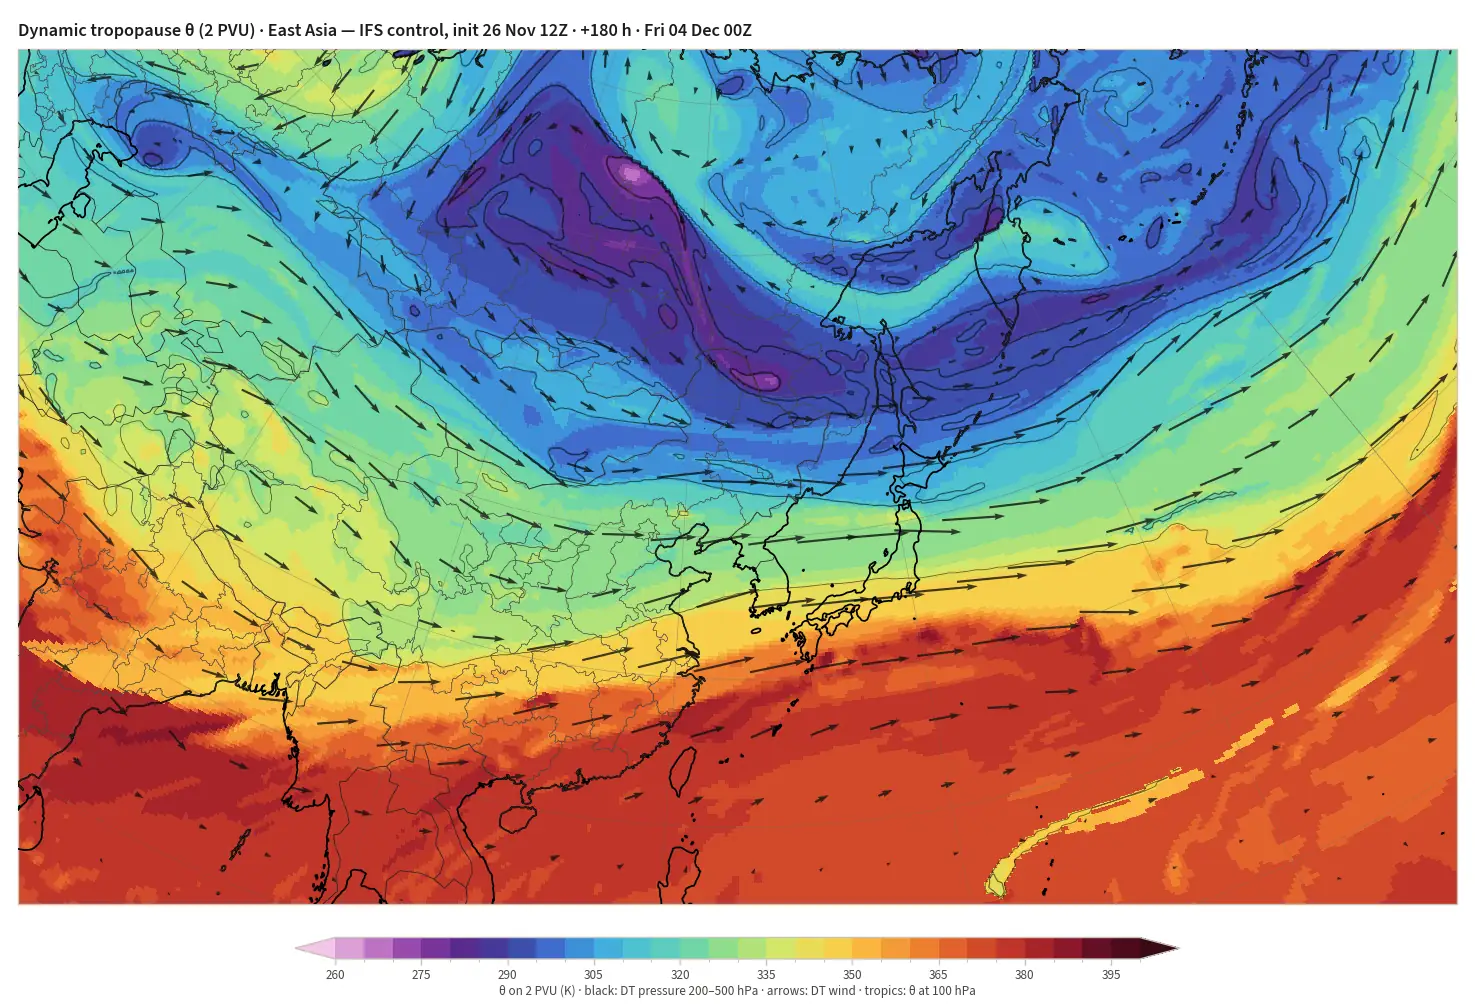 Dynamic tropopause θ (2 PVU) · East Asia — IFS control, init 26 Nov 12Z · +180 h · Fri 04 Dec 00Z
260 275 290 305 320 335 350 365 380 395
θ on 2 PVU (K) · black: DT pressure 200–500 hPa · arrows: DT wind · tropics: θ at 100 hPa